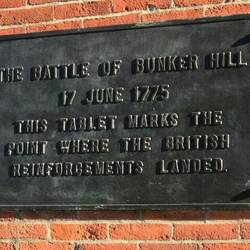 THE BATTLE OF BUNKER HILL
17 JUNE 1775
THIS TABLET MARKS THE
POINT WHERE THE BRITISH
REINFORCEMENTS LANDED.